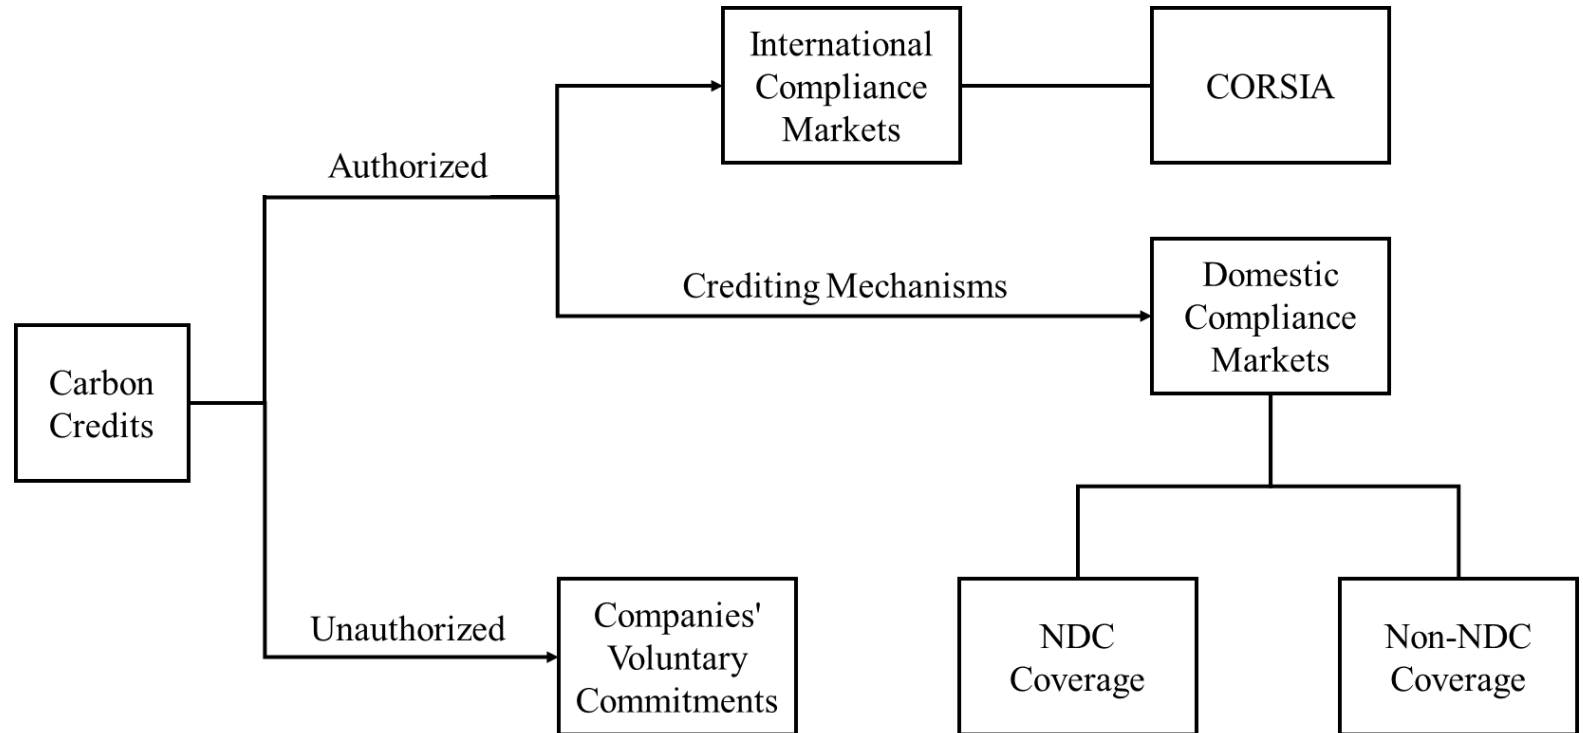 International
Compliance
Markets
CORSIA
Authorized
Crediting Mechanisms
Domestic
Compliance
Markets
Carbon
Credits
Unauthorized
Companies'
Voluntary
Commitments
NDC
Coverage
Non-NDC
Coverage